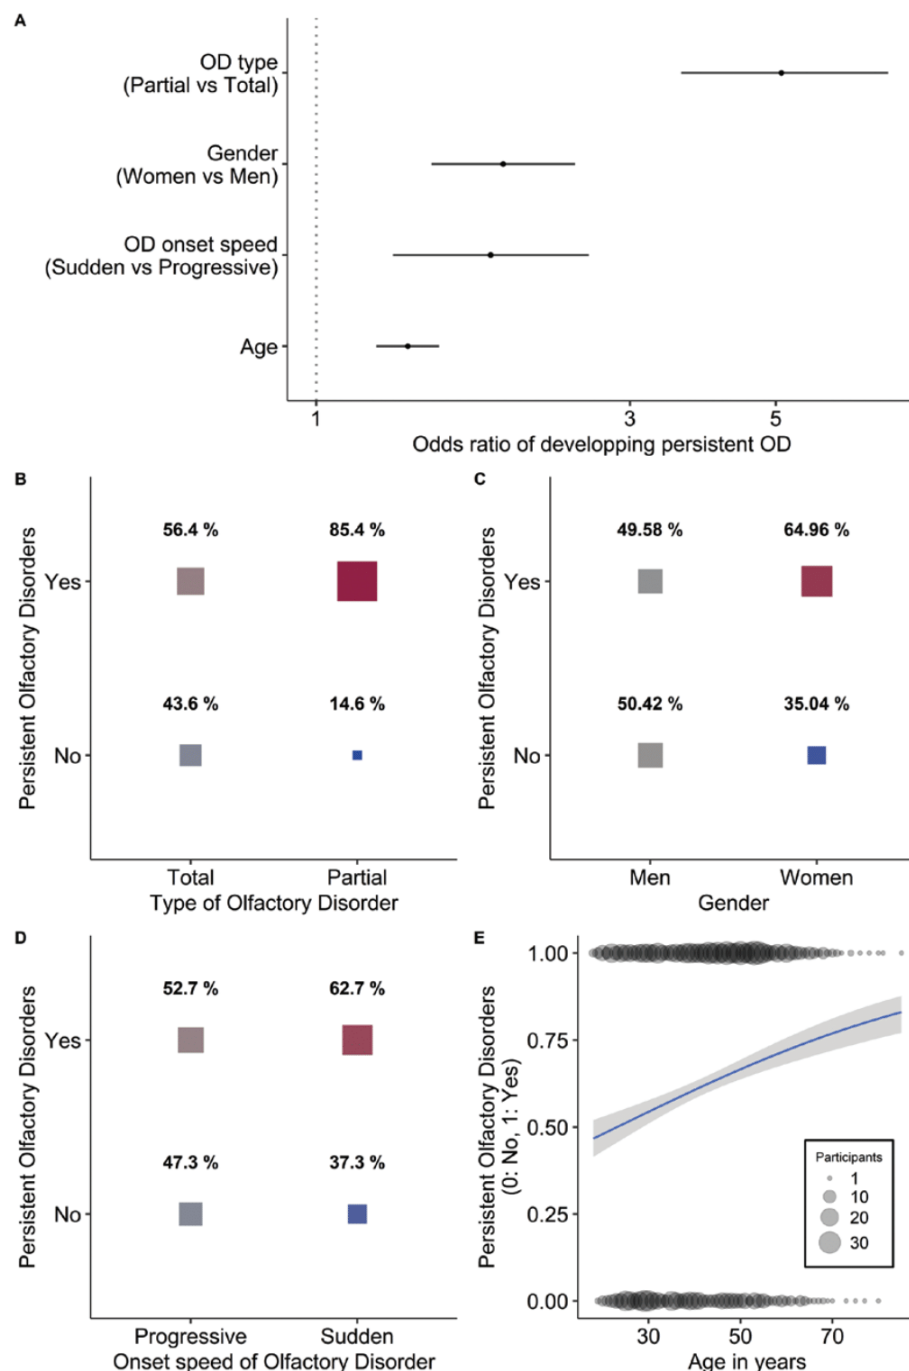 A
OD type
(Partial vs Total)
Gender
(Women vs Men)
OD onset speed
(Sudden vs Progressive)
Age
1
3
5
Odds ratio of developping persistent OD
B
Persistent Olfactory Disorders
56.4 %
85.4 %
Yes
43.6 %
14.6 %
No
Total
Partial
Type of Olfactory Disorder
C
Persistent Olfactory Disorders
49.58 %
64.96 %
Yes
50.42 %
35.04 %
No
Men
Women
Gender
D
Persistent Olfactory Disorders
52.7 %
62.7 %
Yes
47.3 %
37.3 %
No
Progressive
Sudden
Onset speed of Olfactory Disorder
E
Persistent Olfactory Disorders
(0: No, 1: Yes)
1.00
0.75
0.50
0.25
0.00
Participants
1
10
20
30
30
50
70
Age in years